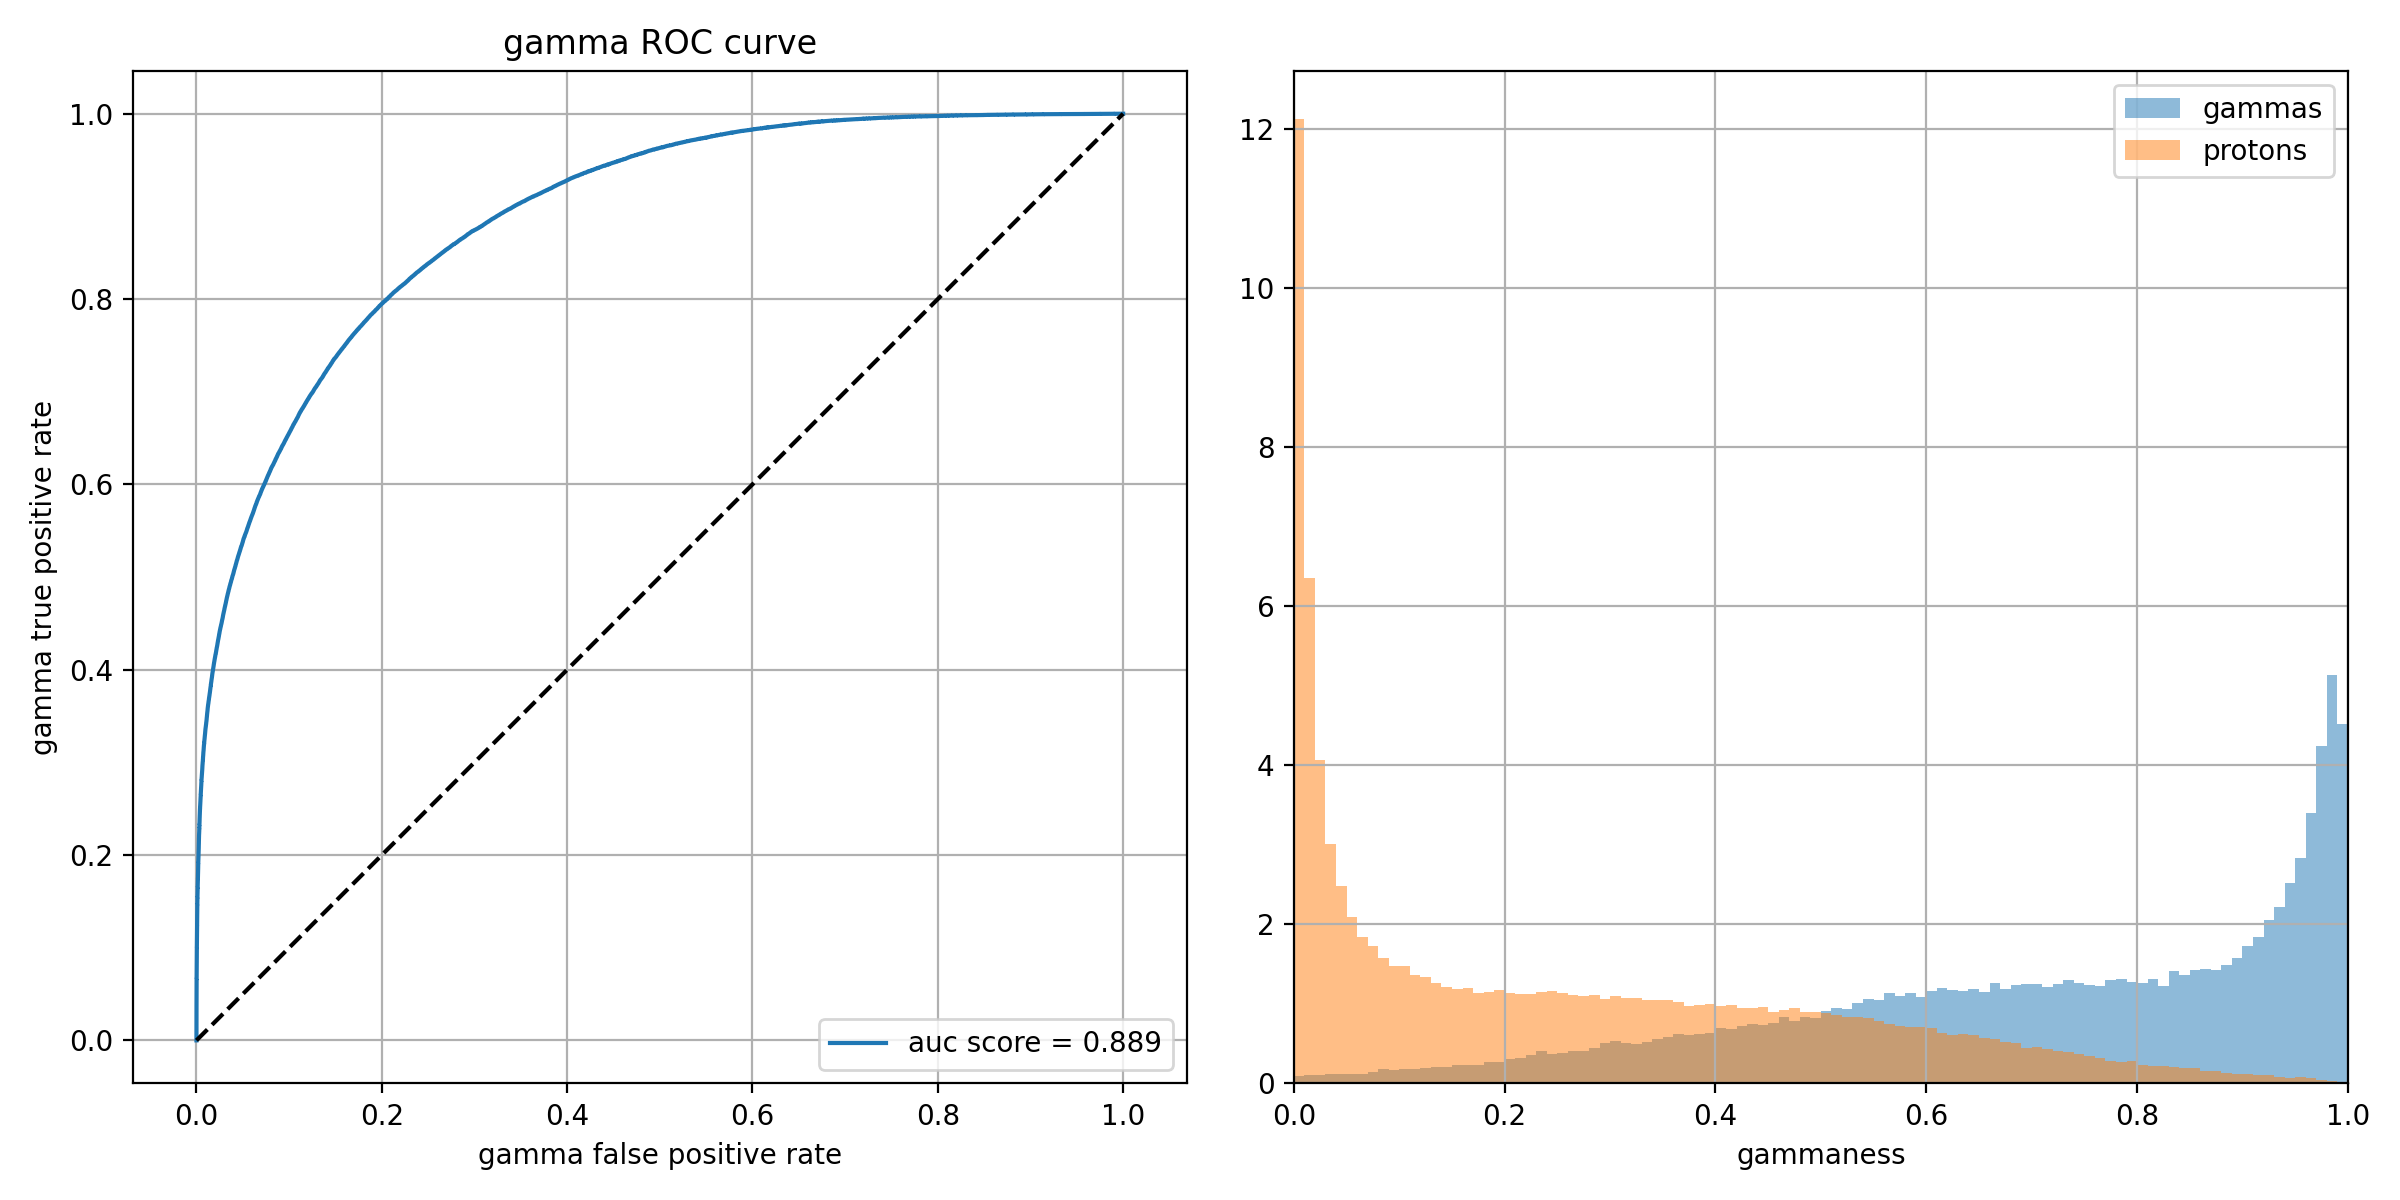 gamma ROC curve
gamma true positive rate
1.0
0.8
0.6
0.4
0.2
0.0
0.0 0.2 0.4 0.6 0.8 1.0
gamma false positive rate
auc score = 0.889
12
10
8
6
4
2
0
0.0 0.2 0.4 0.6 0.8 1.0
gammaness
gammas
protons